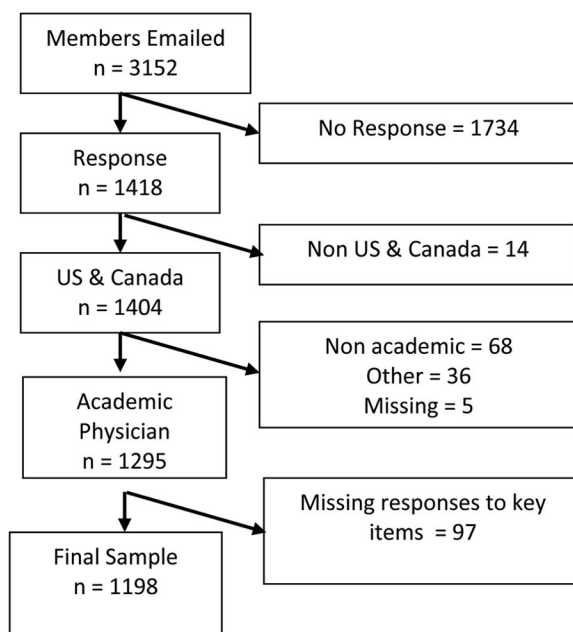 Members Emailed
n = 3152
No Response = 1734
Response
n = 1418
Non US & Canada = 14
US & Canada
n = 1404
Non academic = 68
Other = 36
Missing = 5
Academic
Physician
n = 1295
Missing responses to key
items = 97
Final Sample
n = 1198